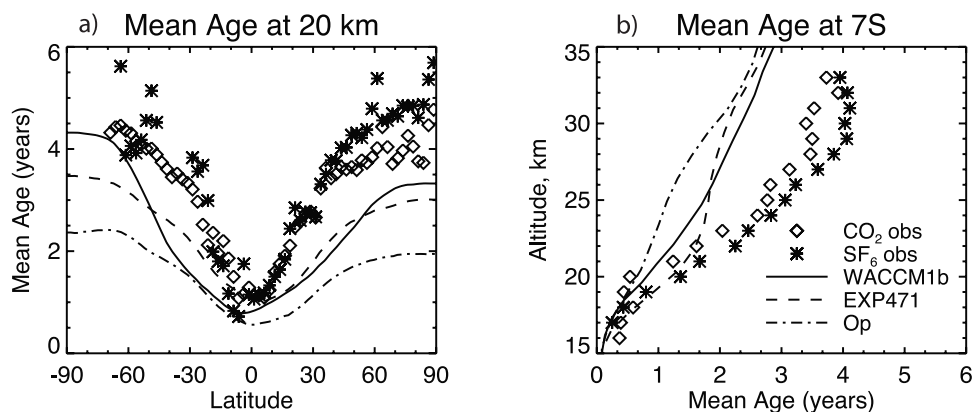 a) Mean Age at 20 km
6
4
2
0
Mean Age (years)
-90 -60 -30 0 30 60 90
Latitude
b) Mean Age at 7S
35
30
25
20
15
Altitude, km
CO₂ obs
SF₆ obs
WACCM1b
EXP471
Op
0 1 2 3 4 5 6
Mean Age (years)